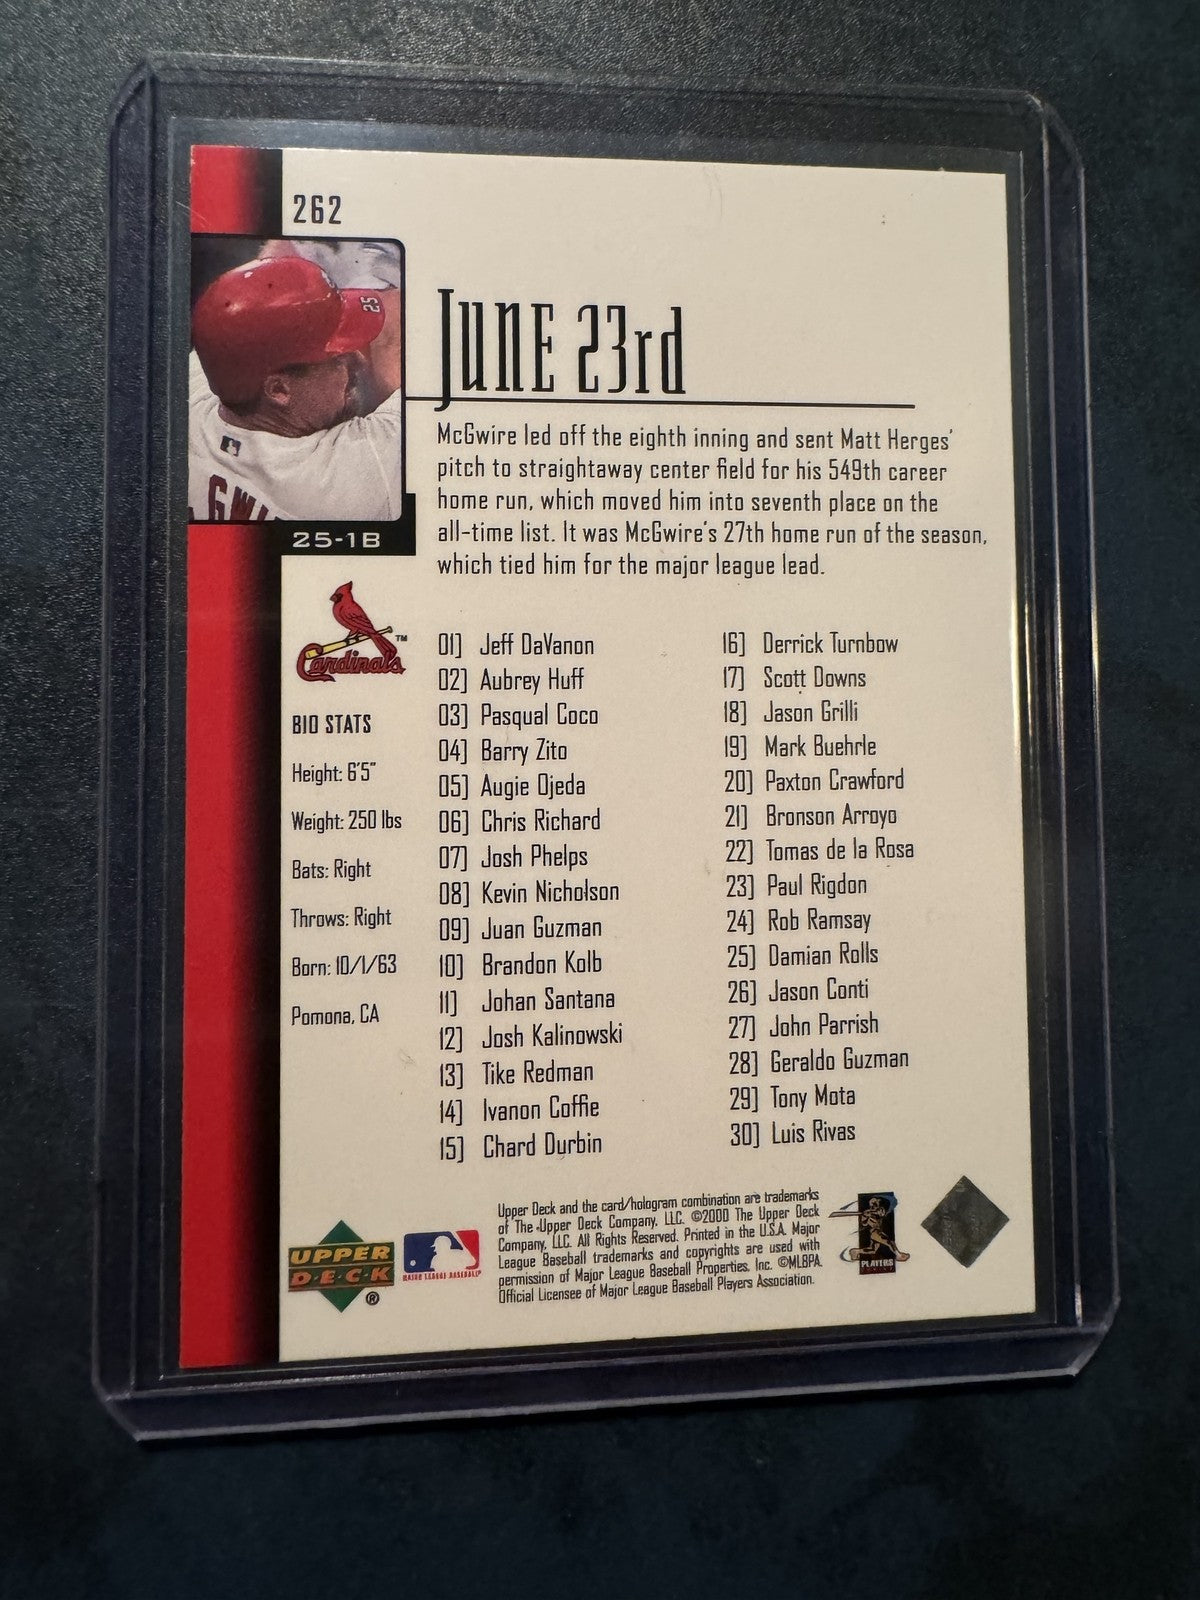 262
25
GWI
25-1B
JUNE 23rd
McGwire led off the eighth inning and sent Matt Herges'
pitch to straightaway center field for his 549th career
home run, which moved him into seventh place on the
all-time list. It was McGwire's 27th home run of the season,
which tied him for the major league lead.
Cardinals ™
BIO STATS
Height: 6'5"
Weight: 250 lbs
Bats: Right
Throws: Right
Born: 10/1/63
Pomona, CA
01] Jeff DaVanon
02] Aubrey Huff
03] Pasqual Coco
04] Barry Zito
05] Augie Ojeda
06] Chris Richard
07] Josh Phelps
08] Kevin Nicholson
09] Juan Guzman
10] Brandon Kolb
11] Johan Santana
12] Josh Kalinowski
13] Tike Redman
14] Ivanon Coffie
15] Chard Durbin
16] Derrick Turnbow
17] Scott Downs
18] Jason Grilli
19] Mark Buehrle
20] Paxton Crawford
21] Bronson Arroyo
22] Tomas de la Rosa
23] Paul Rigdon
24] Rob Ramsay
25] Damian Rolls
26] Jason Conti
27] John Parrish
28] Geraldo Guzman
29] Tony Mota
30] Luis Rivas
UPPER
DECK ®
MAJOR LEAGUE BASEBALL
Upper Deck and the card/hologram combination are trademarks
of The Upper Deck Company, LLC. ©2000 The Upper Deck
Company, LLC. All Rights Reserved. Printed in the U.S.A. Major
League Baseball trademarks and copyrights are used with
permission of Major League Baseball Properties, Inc. ©MLBPA.
Official Licensee of Major League Baseball Players Association.
PLAYERS